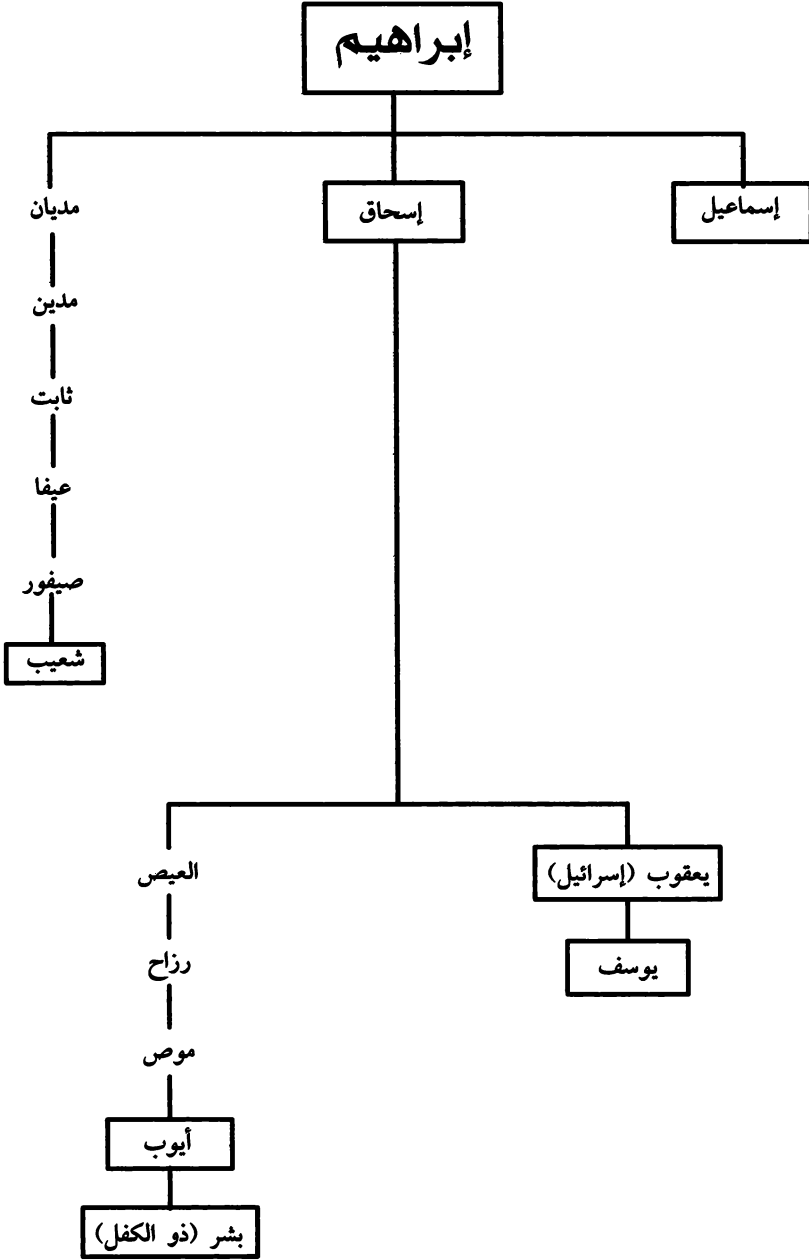 إبراهيم
إسماعيل
إسحاق
مديان
مدين
ثابت
عيفا
صيفور
شعيب
يعقوب (إسرائيل)
يوسف
العيص
رزاح
موص
أيوب
بشر (ذو الكفل)